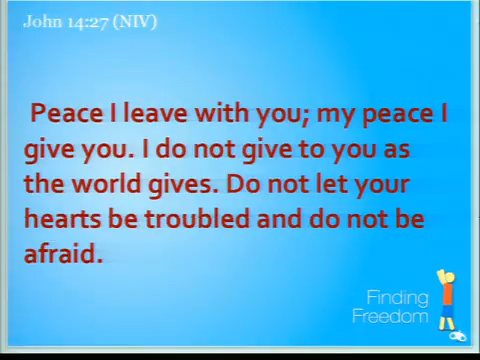 John 14:27 (NIV)
Peace I leave with you; my peace I
give you. I do not give to you as
the world gives. Do not let your
hearts be troubled and do not be
afraid.
Finding
Freedom